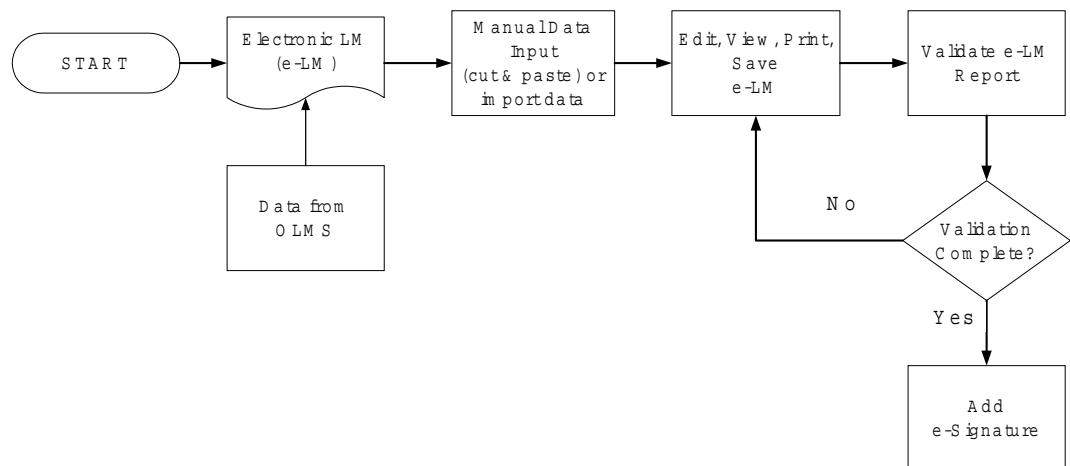 START
Electronic LM
(e-LM)
Manual Data
Input
(cut & paste) or
import data
Edit, View, Print,
Save
e-LM
Validate e-LM
Report
Data from
OLMS
No
Validation
Complete?
Yes
Add
e-Signature